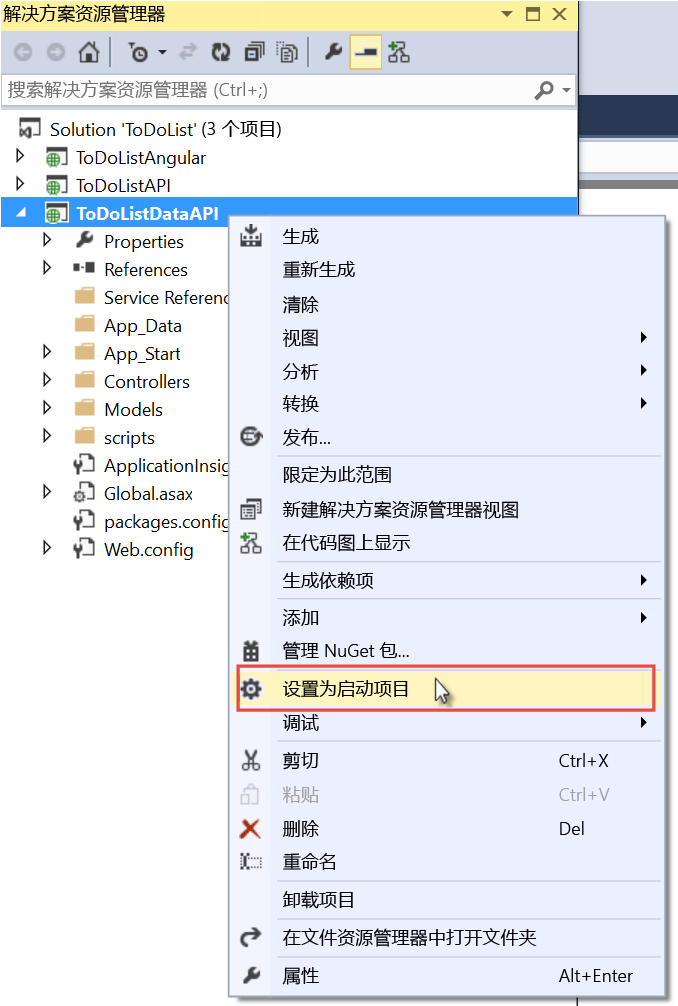 解决方案资源管理器
搜索解决方案资源管理器 (Ctrl+;)
Solution 'ToDoList' (3 个项目)
ToDoListAngular
ToDoListAPI
ToDoListDataAPI
Properties
References
Service
App_Data
App_Start
Controllers
Models
scripts
Global.asax
packages.config
Web.config
生成
重新生成
清除
视图
分析
转换
发布...
限定为此范围
新建解决方案资源管理器视图
在代码图上显示
生成依赖项
添加
管理 NuGet 包...
设置为启动项目
调试
剪切 Ctrl+X
粘贴 Ctrl+V
删除 Del
重命名
卸载项目
在文件资源管理器中打开文件夹
属性 Alt+Enter